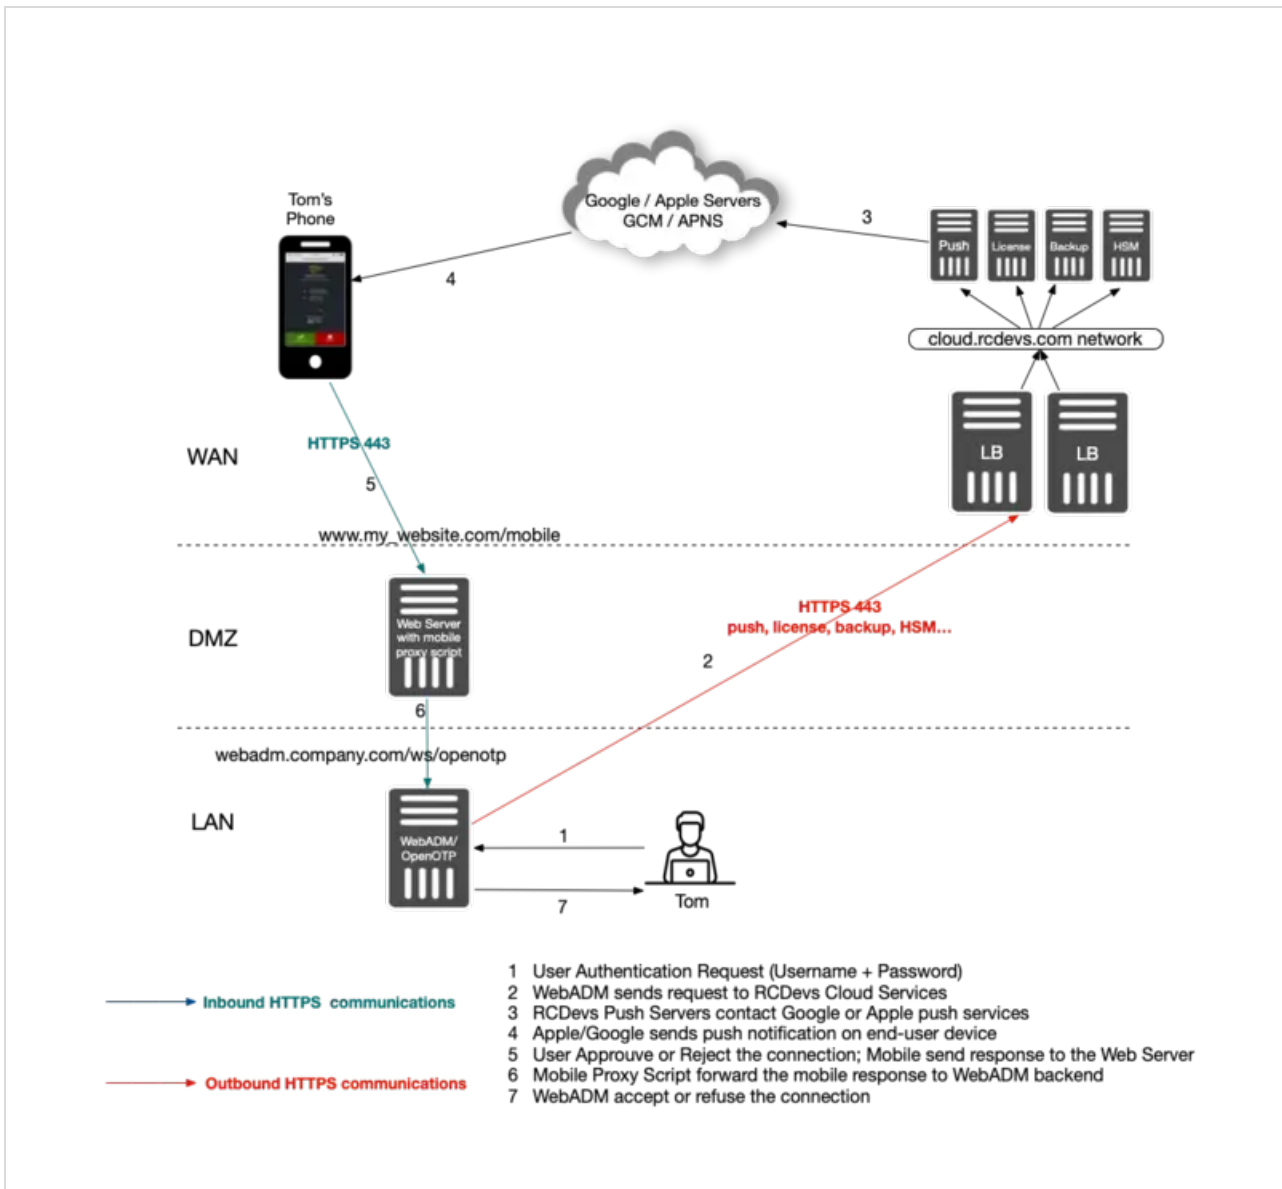 Tom's
Phone
Google / Apple Servers
GCM / APNS
3
4
Push
License
Backup
HSM
cloud.rcdevs.com network
LB
LB
HTTPS 443
WAN
5
www.my_website.com/mobile
Web Server
with mobile
proxy script
HTTPS 443
push, license, backup, HSM...
DMZ
2
6
webadm.company.com/ws/openotp
LAN
WebADM/
OpenOTP
1
7
Tom
Inbound HTTPS communications
Outbound HTTPS communications
1 User Authentication Request (Username + Password)
2 WebADM sends request to RCDevs Cloud Services
3 RCDevs Push Servers contact Google or Apple push services
4 Apple/Google sends push notification on end-user device
5 User Approuve or Reject the connection; Mobile send response to the Web Server
6 Mobile Proxy Script forward the mobile response to WebADM backend
7 WebADM accept or refuse the connection